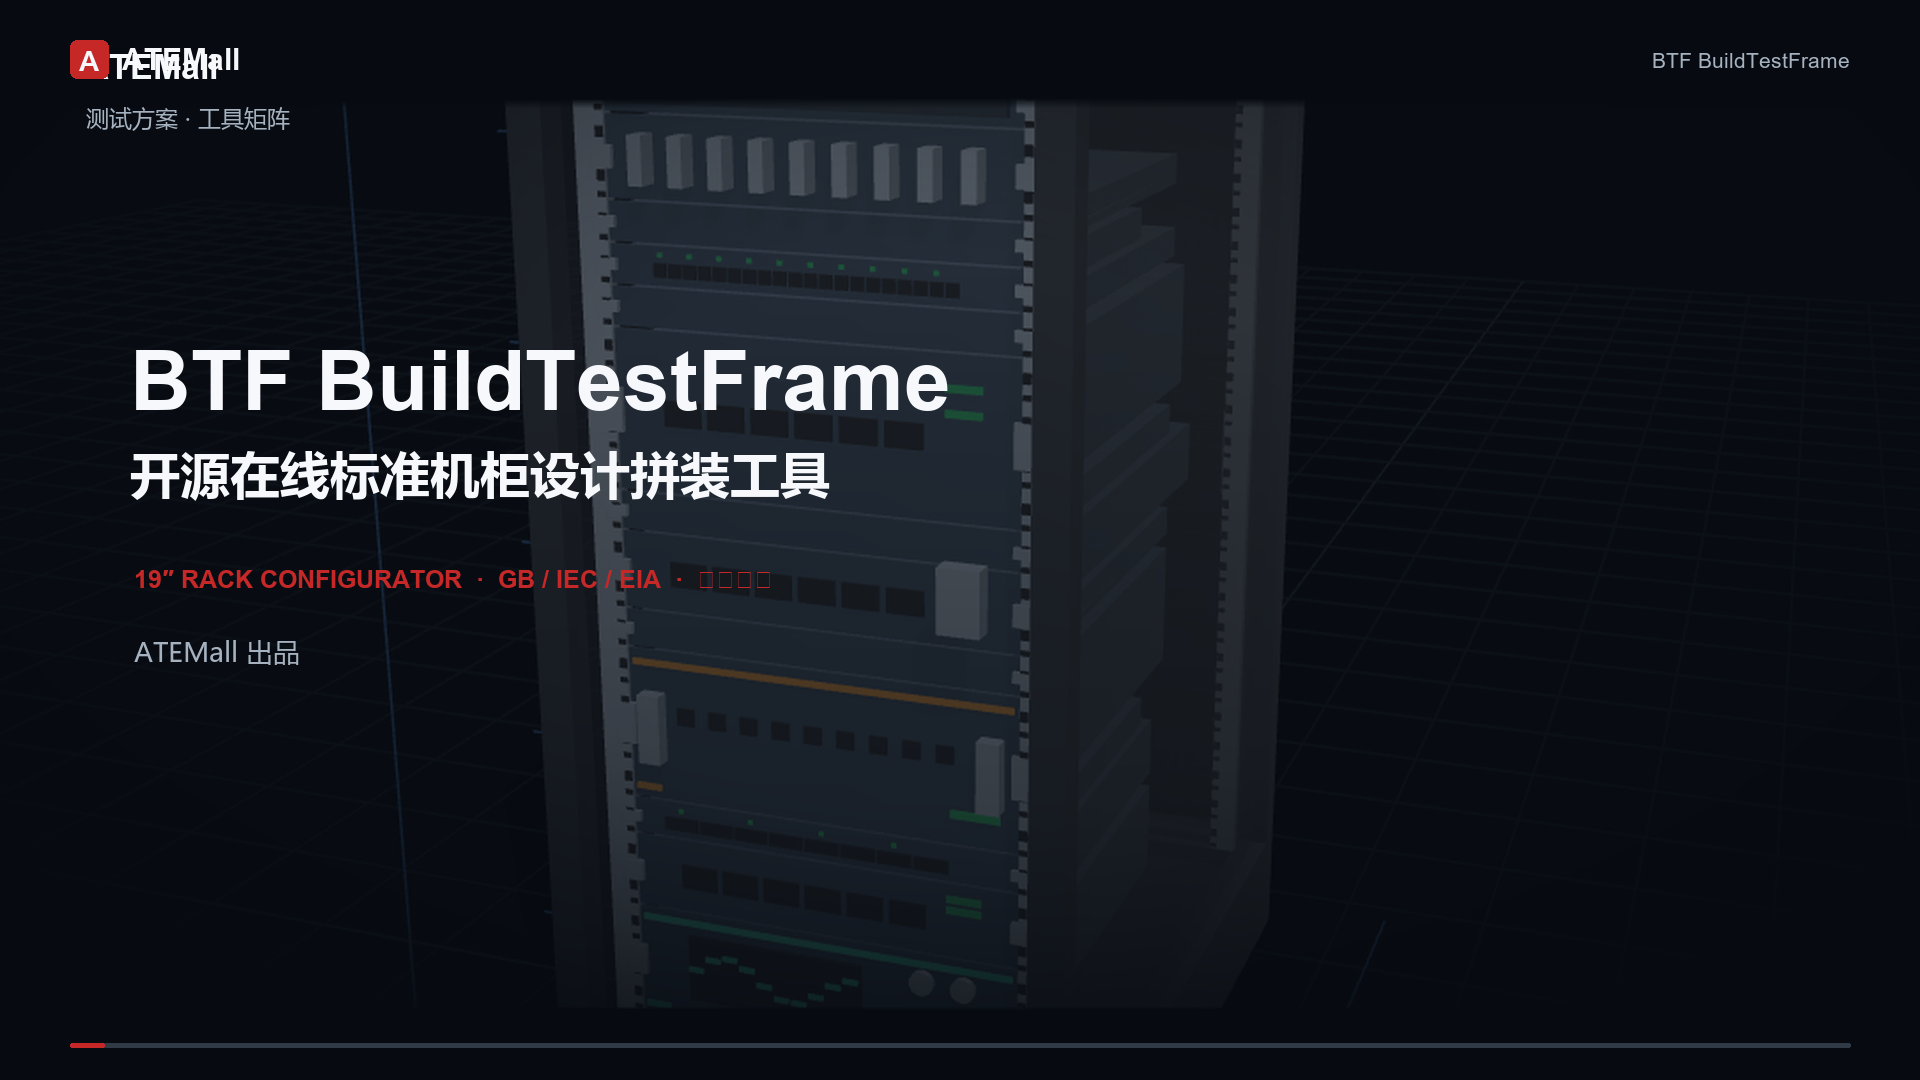 A ATEMall
ATEMall
BTF BuildTestFrame
测试方案 · 工具矩阵
BTF BuildTestFrame
开源在线标准机柜设计拼装工具
19″ RACK CONFIGURATOR · GB / IEC / EIA ·
ATEMall 出品